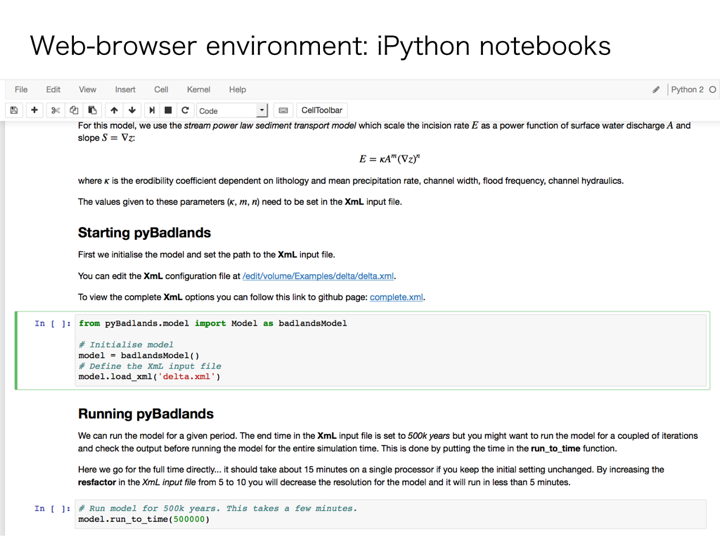 Web-browser environment: iPython notebooks
File Edit View Insert Cell Kernel Help Python 2
Code CellToolbar
For this model, we use the stream power law sediment transport model which scale the incision rate E as a power function of surface water discharge A and
slope S = ∇z:
E = κAᵐ(∇z)ⁿ
where κ is the erodibility coefficient dependent on lithology and mean precipitation rate, channel width, flood frequency, channel hydraulics.
The values given to these parameters (κ, m, n) need to be set in the XmL input file.
Starting pyBadlands
First we initialise the model and set the path to the XmL input file.
You can edit the XmL configuration file at /edit/volume/Examples/delta/delta.xml.
To view the complete XmL options you can follow this link to github page: complete.xml.
In [ ]: from pyBadlands.model import Model as badlandsModel
# Initialise model
model = badlandsModel()
# Define the XmL input file
model.load_xml('delta.xml')
Running pyBadlands
We can run the model for a given period. The end time in the XmL input file is set to 500k years but you might want to run the model for a coupled of iterations
and check the output before running the model for the entire simulation time. This is done by putting the time in the run_to_time function.
Here we go for the full time directly... it should take about 15 minutes on a single processor if you keep the initial setting unchanged. By increasing the
resfactor in the XmL input file from 5 to 10 you will decrease the resolution for the model and it will run in less than 5 minutes.
In [ ]: # Run model for 500k years. This takes a few minutes.
model.run_to_time(500000)